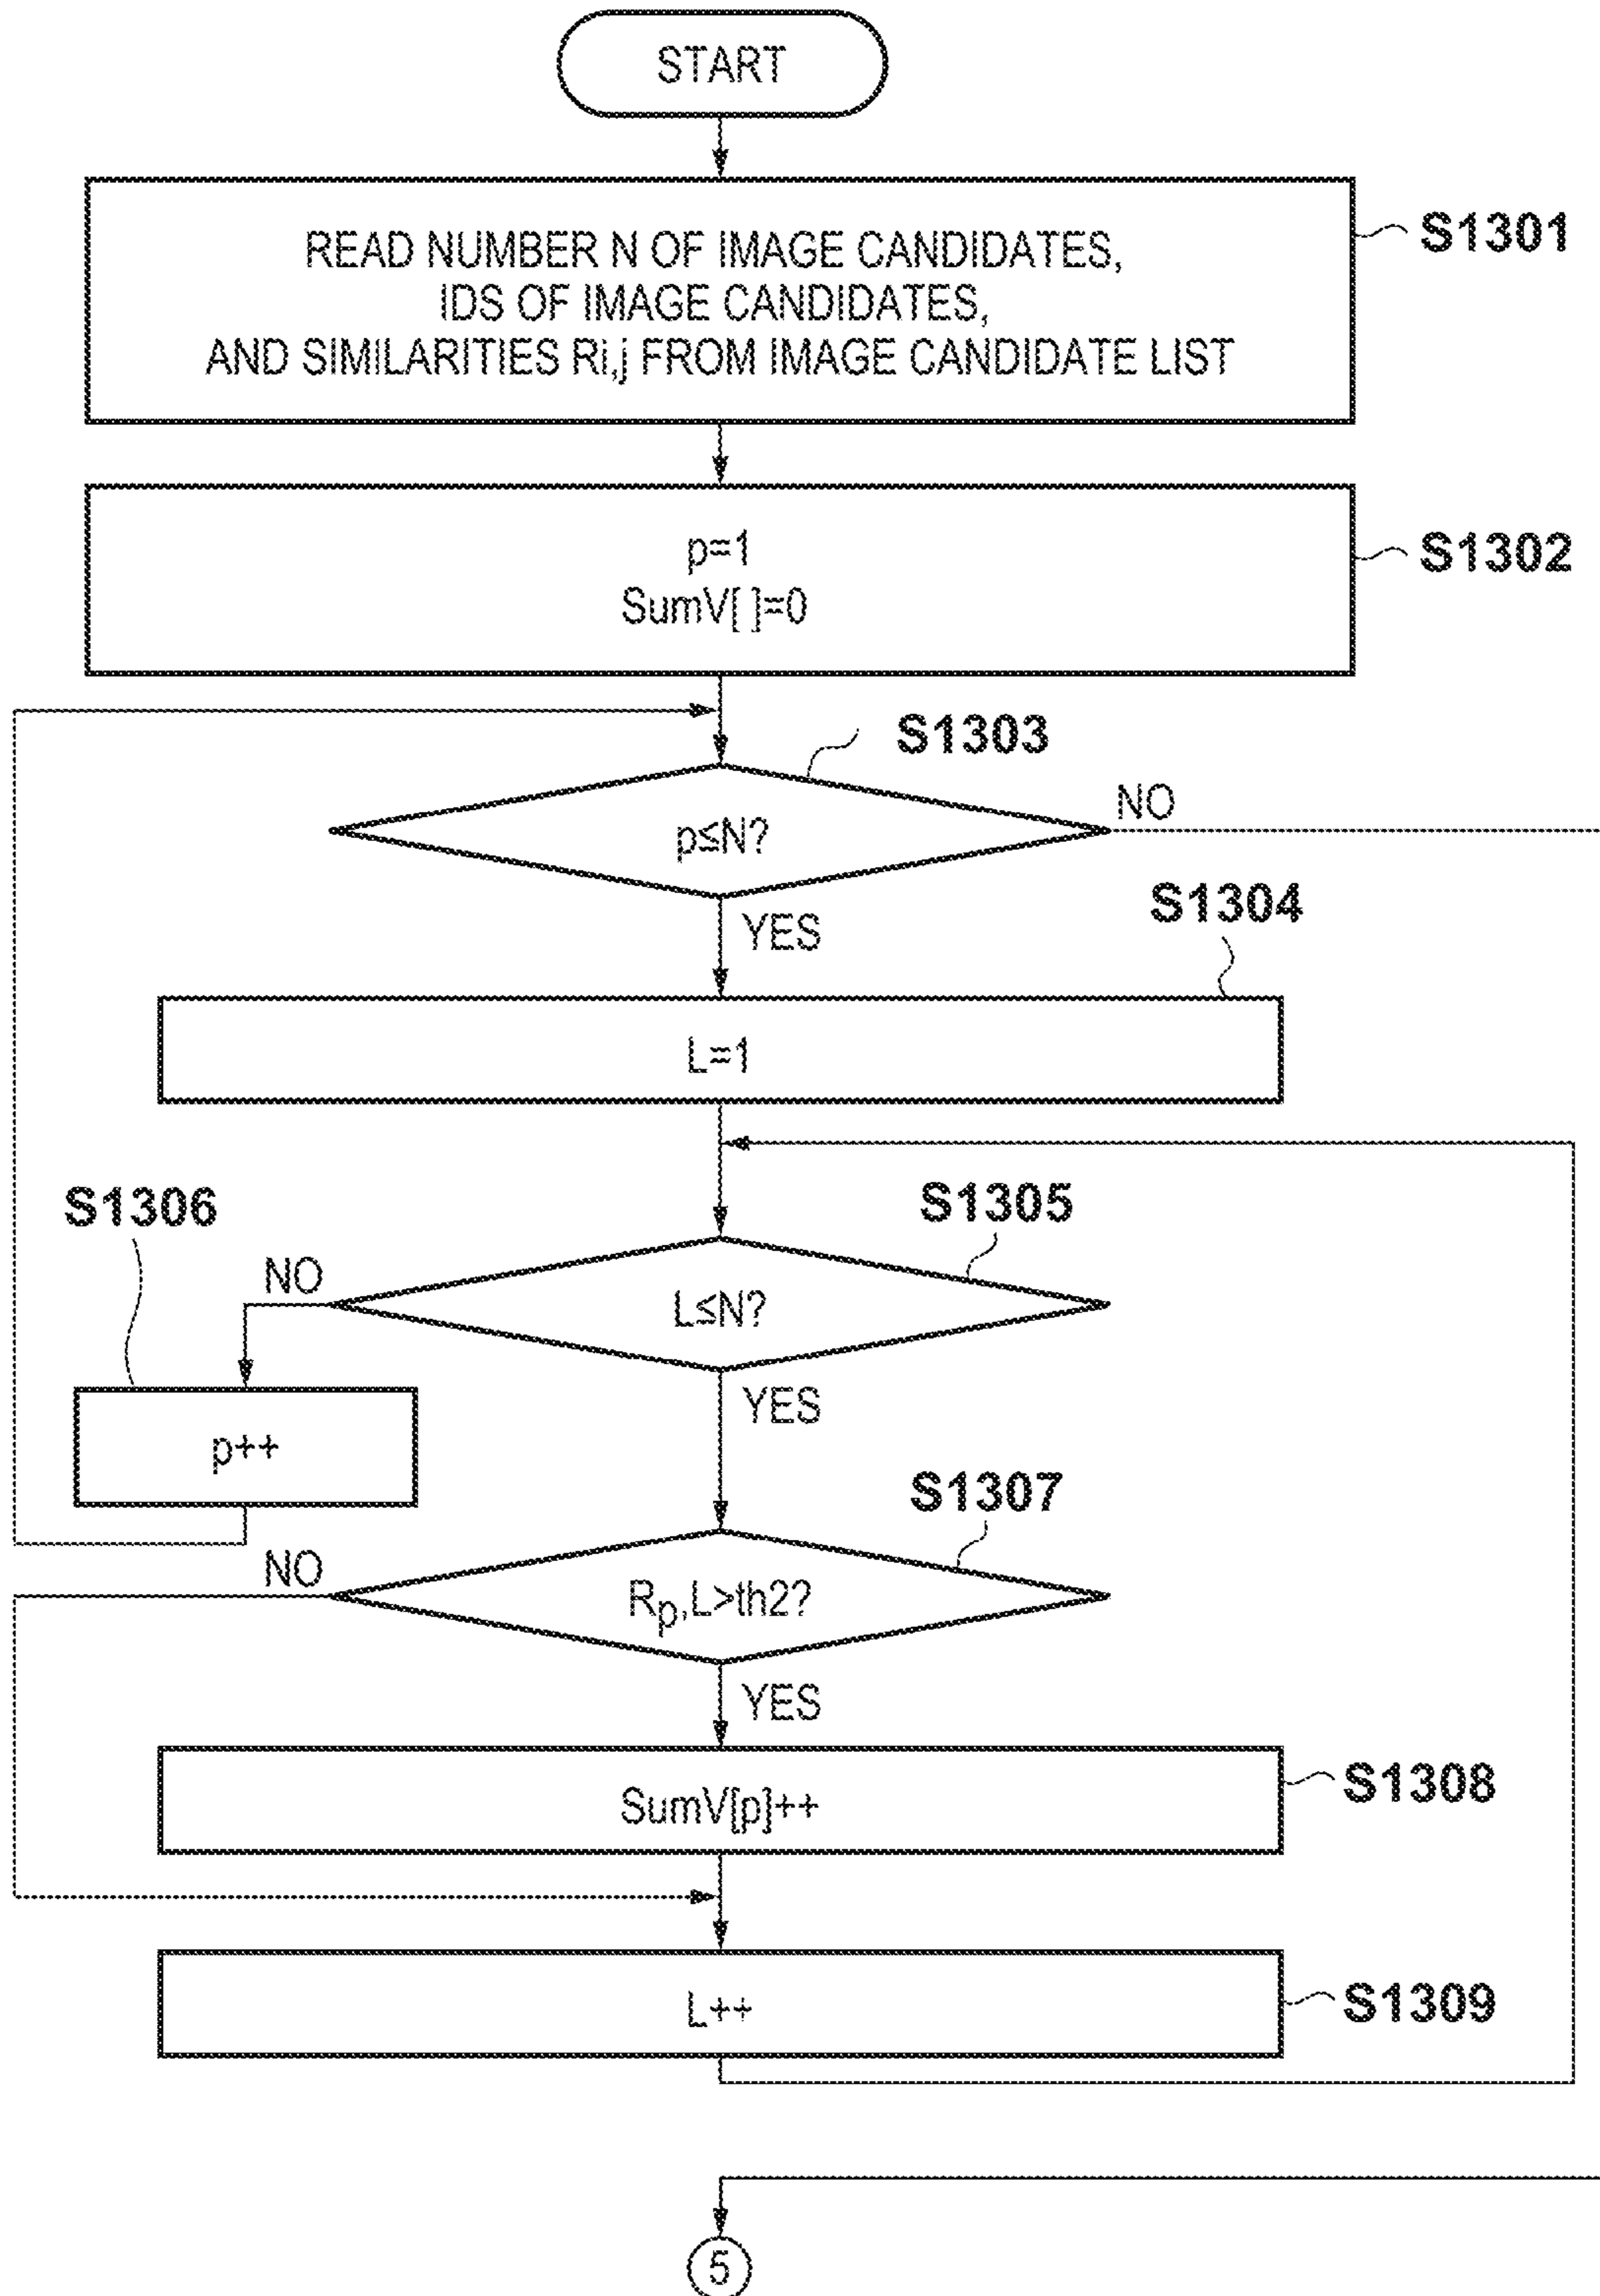 START
READ NUMBER N OF IMAGE CANDIDATES,
IDS OF IMAGE CANDIDATES,
AND SIMILARITIES Ri,j FROM IMAGE CANDIDATE LIST
S1301
p=1
SumV[ ]=0
S1302
S1303
p≤N?
NO
YES
S1304
L=1
S1306
S1305
NO
L≤N?
YES
p++
S1307
NO
Rp,L>th2?
YES
SumV[p]++
S1308
L++
S1309
5